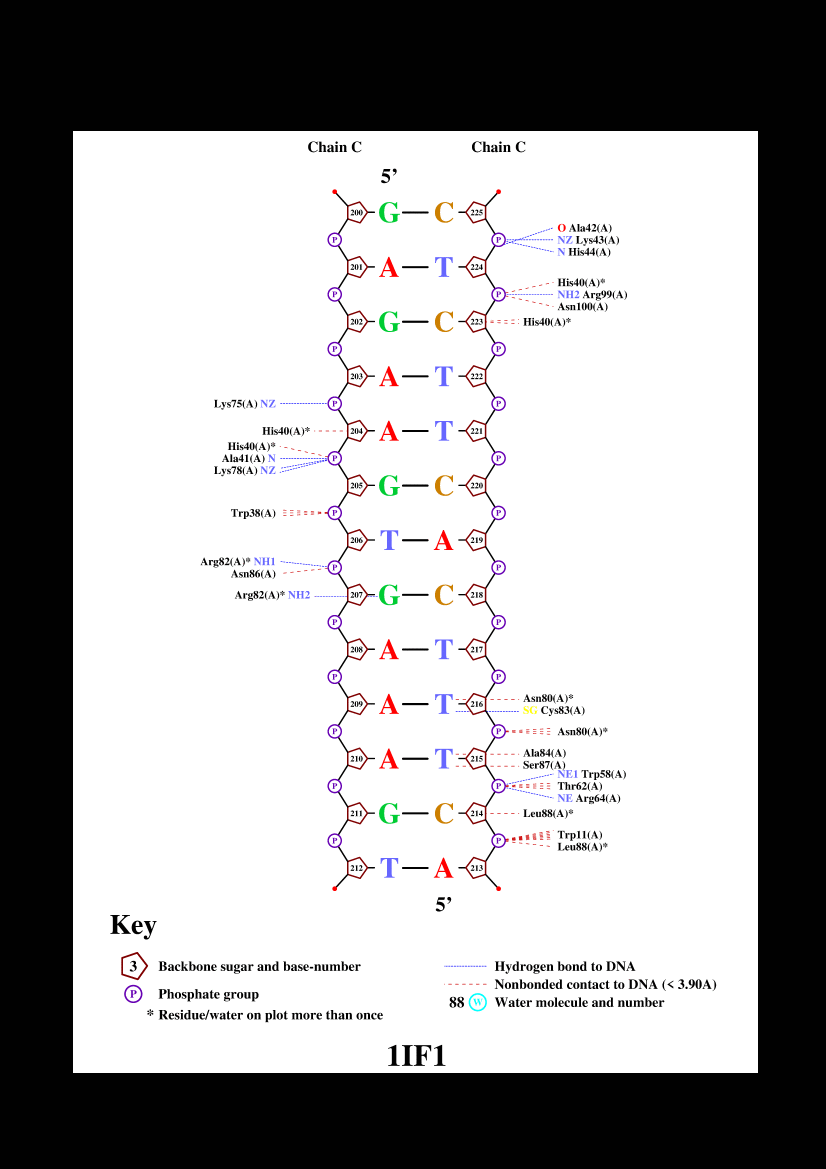 Chain C Chain C
5’
200 G C 225
P P O Ala42(A)
NZ Lys43(A)
N His44(A)
201 A T 224
P P His40(A)*
NH2 Arg99(A)
Asn100(A)
202 G C 223 His40(A)*
P P
203 A T 222
Lys75(A) NZ P P
His40(A)* 204 A T 221
His40(A)*
Ala41(A) N P P
Lys78(A) NZ
205 G C 220
Trp38(A) P P
206 T A 219
Arg82(A)* NH1 P P
Asn86(A)
Arg82(A)* NH2 207 G C 218
P P
208 A T 217
P P
209 A T 216 Asn80(A)*
SG Cys83(A)
P P Asn80(A)*
210 A T 215 Ala84(A)
Ser87(A)
NE1 Trp58(A)
P P Thr62(A)
NE Arg64(A)
211 G C 214 Leu88(A)*
P P Trp11(A)
Leu88(A)*
212 T A 213
5’
Key
3 Backbone sugar and base-number
P Phosphate group
* Residue/water on plot more than once
Hydrogen bond to DNA
Nonbonded contact to DNA (< 3.90A)
88 W Water molecule and number
1IF1